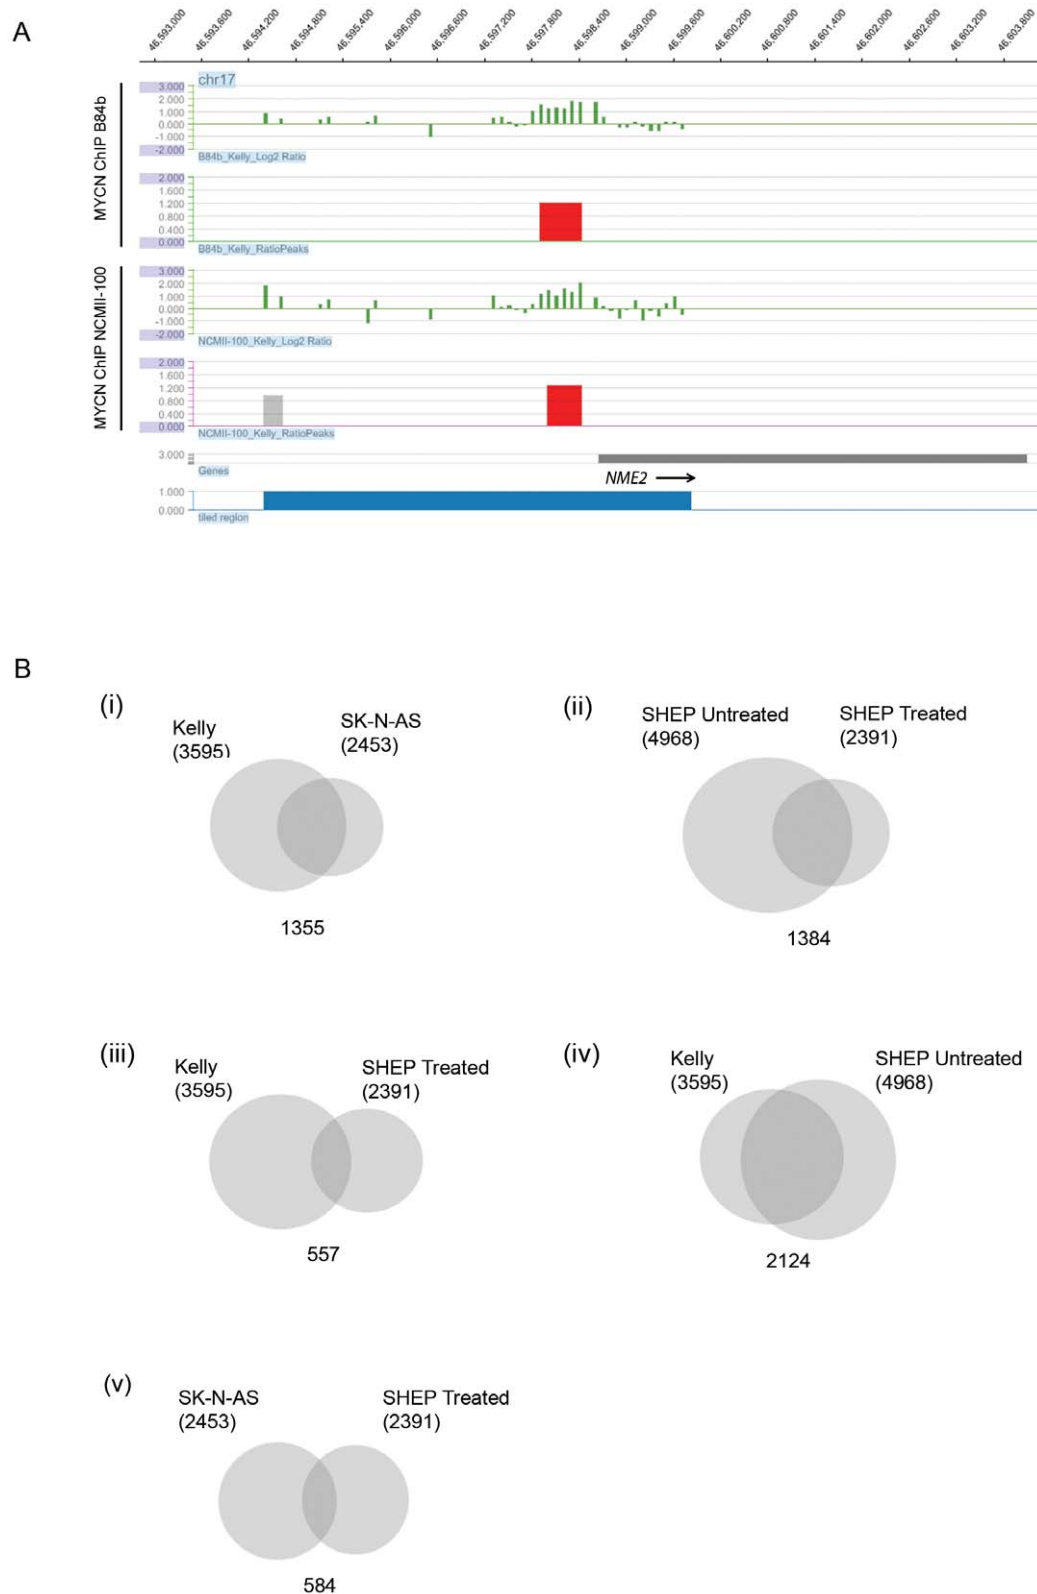 A
46,593,000 46,593,600 46,594,200 46,594,800 46,595,400 46,596,000 46,596,600 46,597,200 46,597,800 46,598,400 46,599,000 46,599,600 46,600,200 46,600,800 46,601,400 46,602,000 46,602,600 46,603,200 46,603,800
chr17
MYCN ChIP B84b
3.000
2.000
1.000
0.000
-1.000
-2.000
B84b_Kelly_Log2 Ratio
2.000
1.600
1.200
0.800
0.400
0.000
B84b_Kelly_RatioPeaks
MYCN ChIP NCMII-100
3.000
2.000
1.000
0.000
-1.000
-2.000
NCMII-100_Kelly_Log2 Ratio
2.000
1.600
1.200
0.800
0.400
0.000
NCMII-100_Kelly_RatioPeaks
3.000
Genes
NME2
1.000
0.000
tiled region
B
(i)
Kelly
(3595)
SK-N-AS
(2453)
1355
(ii)
SHEP Untreated
(4968)
SHEP Treated
(2391)
1384
(iii)
Kelly
(3595)
SHEP Treated
(2391)
557
(iv)
Kelly
(3595)
SHEP Untreated
(4968)
2124
(v)
SK-N-AS
(2453)
SHEP Treated
(2391)
584